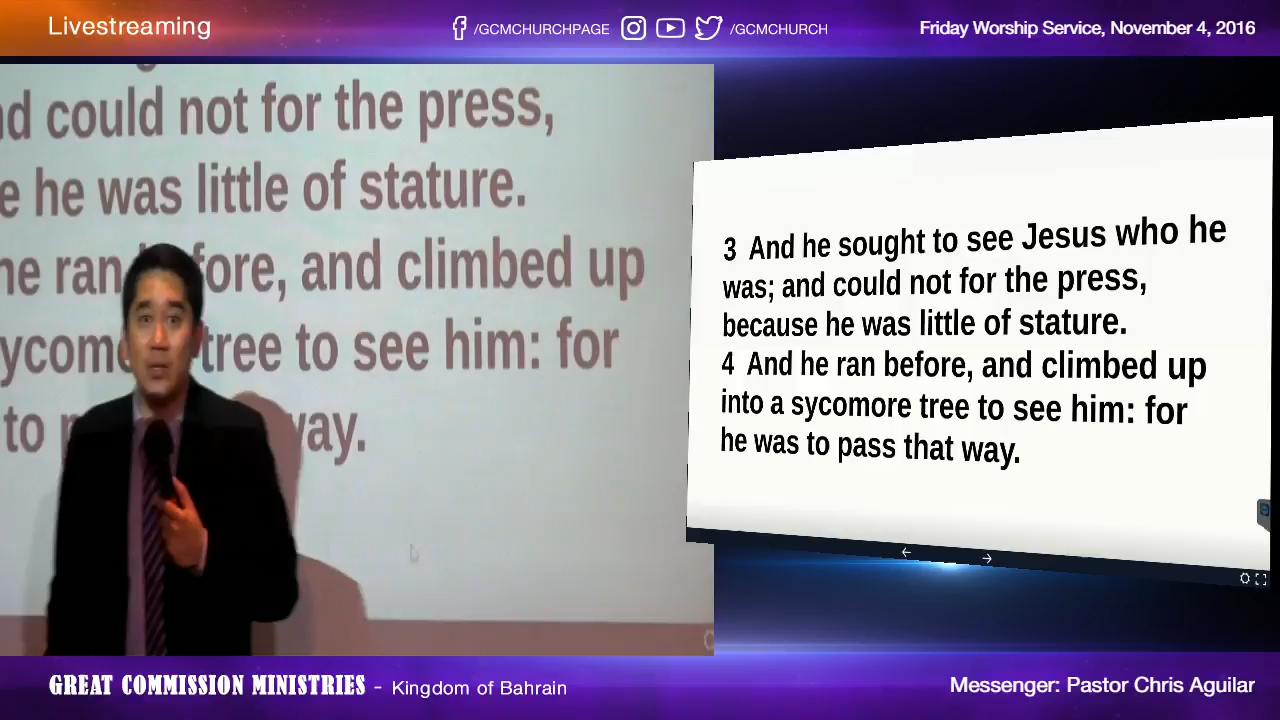 Livestreaming
/GCMCHURCHPAGE
/GCMCHURCH
Friday Worship Service, November 4, 2016
could not for the press,
he was little of stature.
ran fore, and climbed up
tree to see him: for
to
3 And he sought to see Jesus who he
was; and could not for the press,
because he was little of stature.
4 And he ran before, and climbed up
into a sycomore tree to see him: for
he was to pass that way.
GREAT COMMISSION MINISTRIES - Kingdom of Bahrain
Messenger: Pastor Chris Aguilar